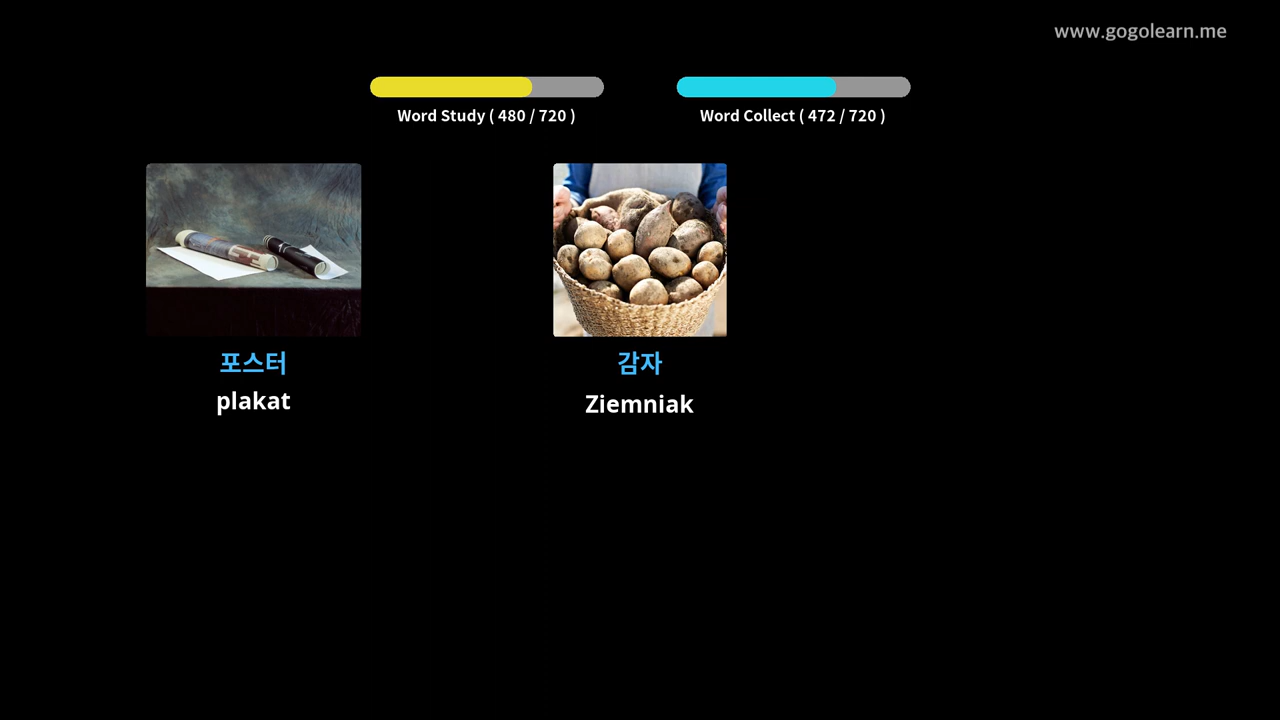 www.gogolearn.me
Word Study ( 480 / 720 )
Word Collect ( 472 / 720 )
포스터
plakat
감자
Ziemniak